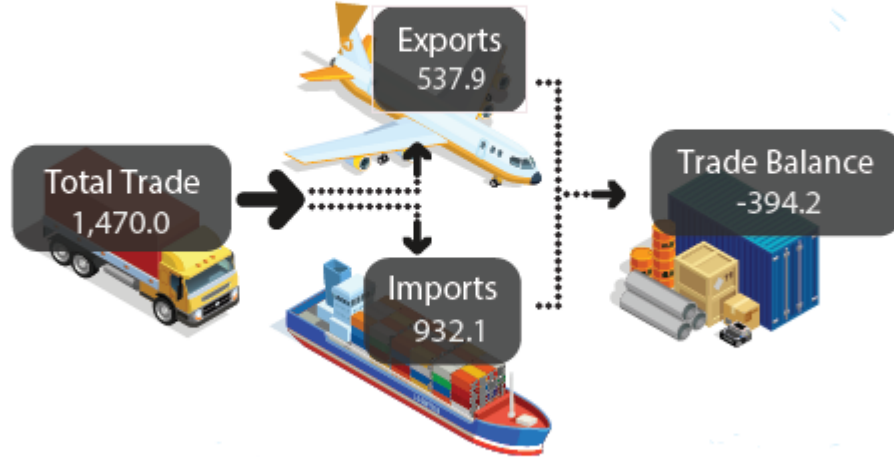 Exports
537.9
Total Trade
1,470.0
Trade Balance
-394.2
Imports
932.1